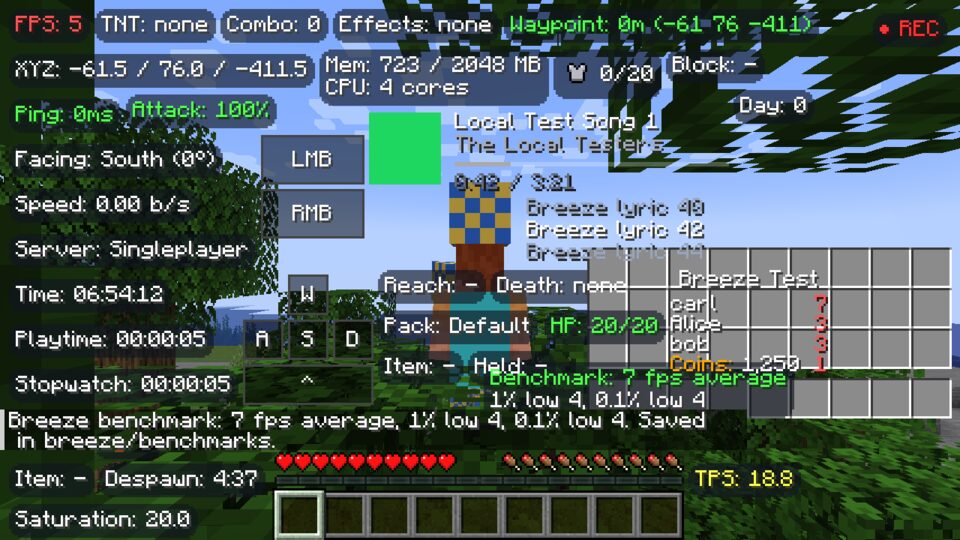 FPS: 5
TNT: none
Combo: 0
Effects: none
Waypoint: 0m (-61 76 -411)
● REC
XYZ: -61.5 / 76.0 / -411.5
Mem: 723 / 2048 MB
CPU: 4 cores
0/20
Block: -
Ping: 0ms
Attack: 100%
Day: 0
Local Test Song 1
The Local Testers
0:42 / 3:21
Facing: South (0°)
LMB
RMB
Speed: 0.00 b/s
Breeze lyric 40
Breeze lyric 42
Breeze lyric 44
Server: Singleplayer
Time: 06:54:12
W
Reach: -
Death: none
Breeze Test
carl 7
Alice 3
bob 3
Coins: 1,250 1
Playtime: 00:00:05
A S D
Pack: Default
HP: 20/20
Stopwatch: 00:00:05
^
Item: -
Held: -
Benchmark: 7 fps average
1% low 4, 0.1% low 4
Breeze benchmark: 7 fps average, 1% low 4, 0.1% low 4. Saved
in breeze/benchmarks.
Item: -
Despawn: 4:37
TPS: 18.8
Saturation: 20.0